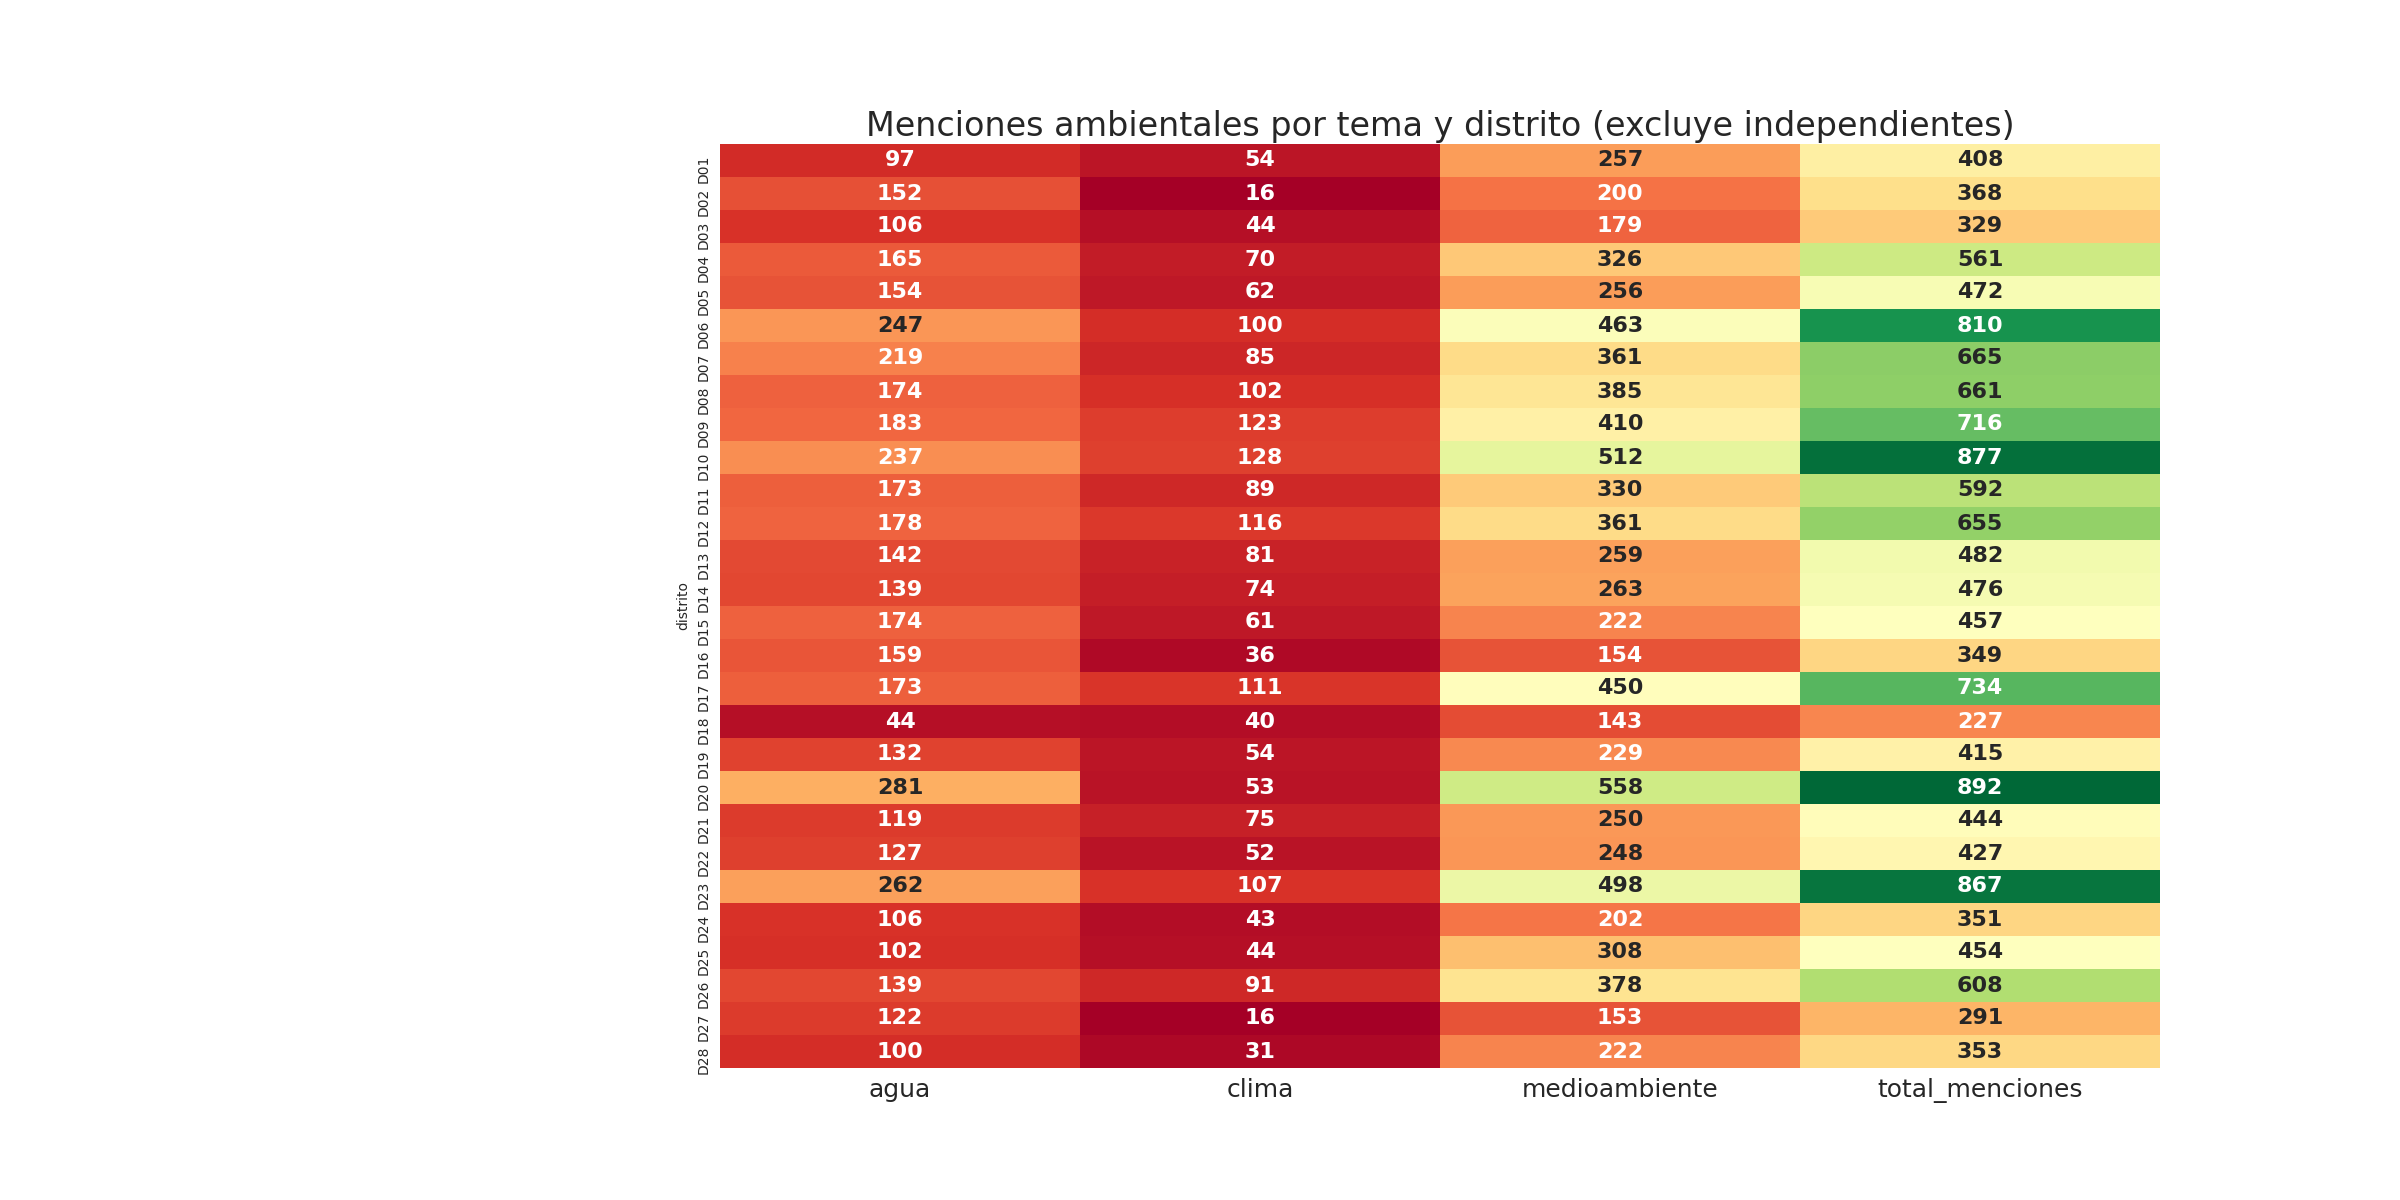 Menciones ambientales por tema y distrito (excluye independientes)
distrito
D01 97 54 257 408
D02 152 16 200 368
D03 106 44 179 329
D04 165 70 326 561
D05 154 62 256 472
D06 247 100 463 810
D07 219 85 361 665
D08 174 102 385 661
D09 183 123 410 716
D10 237 128 512 877
D11 173 89 330 592
D12 178 116 361 655
D13 142 81 259 482
D14 139 74 263 476
D15 174 61 222 457
D16 159 36 154 349
D17 173 111 450 734
D18 44 40 143 227
D19 132 54 229 415
D20 281 53 558 892
D21 119 75 250 444
D22 127 52 248 427
D23 262 107 498 867
D24 106 43 202 351
D25 102 44 308 454
D26 139 91 378 608
D27 122 16 153 291
D28 100 31 222 353
agua clima medioambiente total_menciones